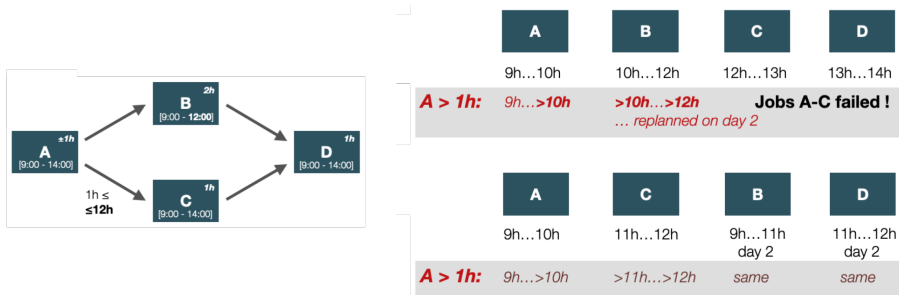 2h
B
[9:00 - 12:00]
±1h
A
[9:00 - 14:00]
1h
D
[9:00 - 14:00]
1h ≤
≤12h
1h
C
[9:00 - 14:00]
A B C D
9h...10h 10h...12h 12h...13h 13h...14h
A > 1h: 9h...>10h >10h...>12h Jobs A-C failed !
... replanned on day 2
A C B D
9h...10h 11h...12h 9h...11h 11h...12h
day 2 day 2
A > 1h: 9h...>10h >11h...>12h same same